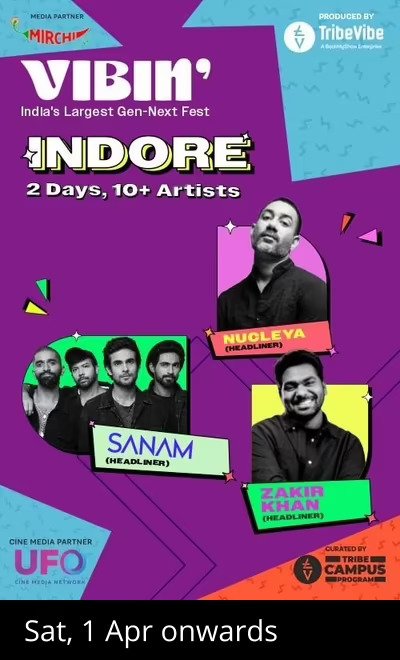 MEDIA PARTNER
MIRCHI
PRODUCED BY
TribeVibe
A BookMyShow Enterprise
VIBIN'
India's Largest Gen-Next Fest
INDORE
2 Days, 10+ Artists
NUCLEYA
(HEADLINER)
SANAM
(HEADLINER)
ZAKIR
KHAN
(HEADLINER)
CINE MEDIA PARTNER
UFO
CINE MEDIA NETWORK
CURATED BY
TRIBE
CAMPUS
PROGRAM
Sat, 1 Apr onwards